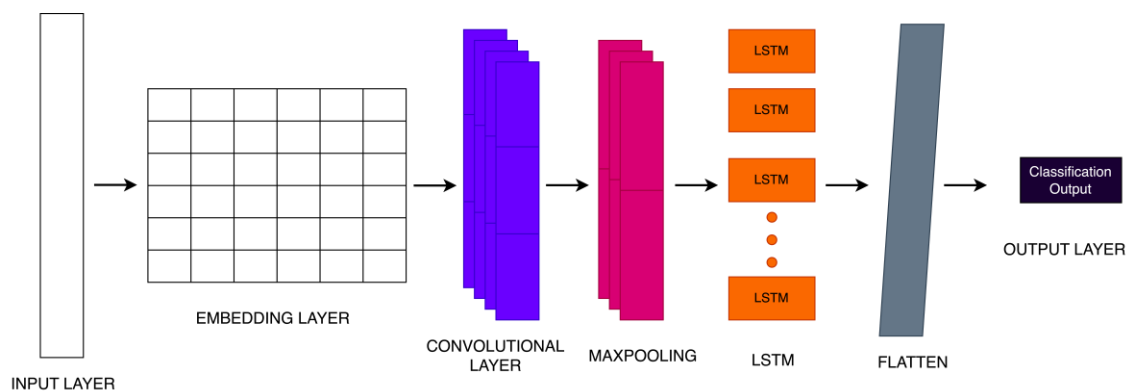 LSTM
LSTM
LSTM
LSTM
Classification
Output
INPUT LAYER
EMBEDDING LAYER
CONVOLUTIONAL
LAYER
MAXPOOLING
LSTM
FLATTEN
OUTPUT LAYER